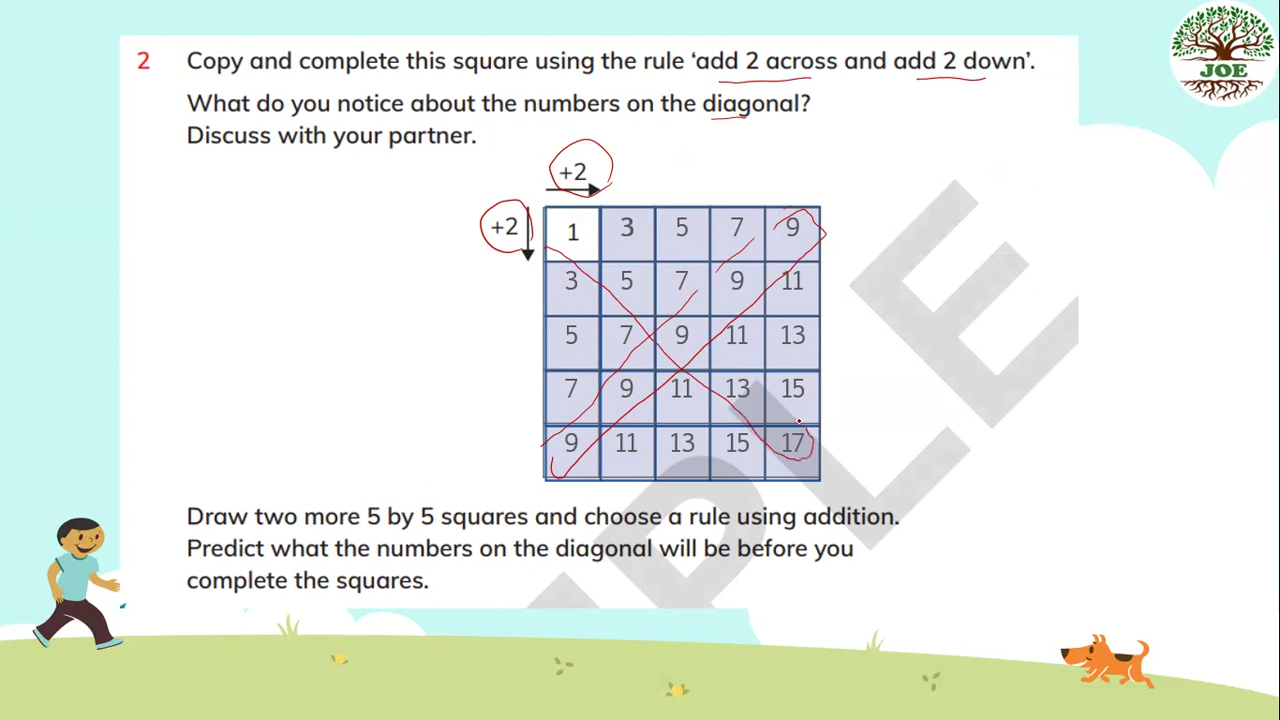 JOE
2 Copy and complete this square using the rule ‘add 2 across and add 2 down’.
What do you notice about the numbers on the diagonal?
Discuss with your partner.
+2
+2
1 3 5 7 9
3 5 7 9 11
5 7 9 11 13
7 9 11 13 15
9 11 13 15 17
Draw two more 5 by 5 squares and choose a rule using addition.
Predict what the numbers on the diagonal will be before you
complete the squares.